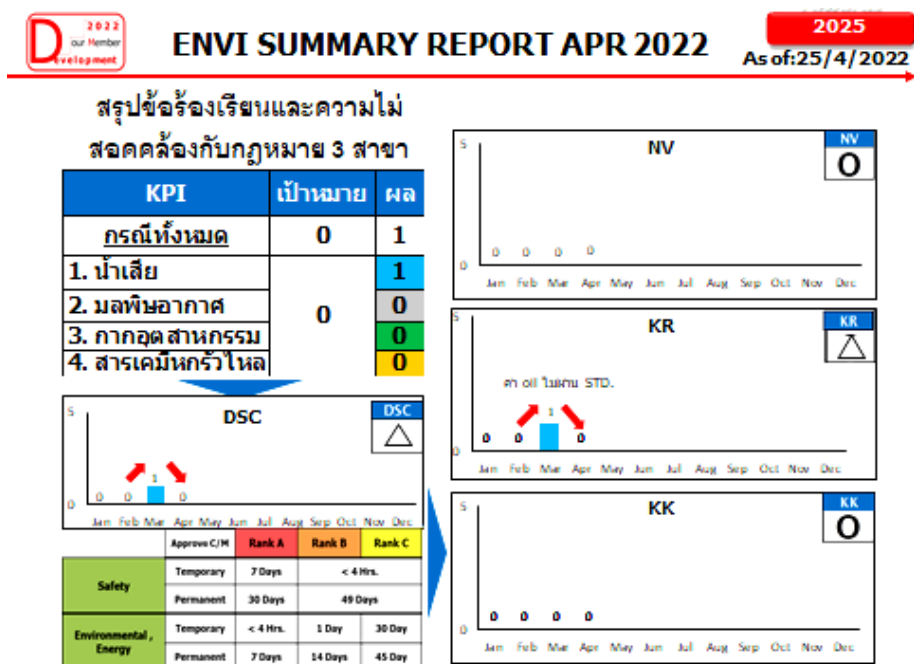 2022
our Member
Development
ENVI SUMMARY REPORT APR 2022
2025
As of:25/4/2022
สรุปข้อร้องเรียนและความไม่
สอดคล้องกับกฎหมาย 3 สาขา
KPI เป้าหมาย ผล
กรณีทั้งหมด 0 1
1. น้ำเสีย 1
2. มลพิษอากาศ 0 0
3. กากอุตสาหกรรม 0
4. สารเคมีหกรั่วไหล 0
DSC
DSC
5
1
0 0 0
0
Jan Feb Mar Apr May Jun Jul Aug Sep Oct Nov Dec
Approve C/M Rank A Rank B Rank C
Safety
Temporary 7 Days < 4 Hrs.
Permanent 30 Days 49 Days
Environmental , Energy
Temporary < 4 Hrs. 1 Day 30 Day
Permanent 7 Days 14 Days 45 Day
NV
NV
O
5
0 0 0 0
0
Jan Feb Mar Apr May Jun Jul Aug Sep Oct Nov Dec
KR
KR
5
ค่า oil ไม่ผ่าน STD.
1
0 0 0
0
Jan Feb Mar Apr May Jun Jul Aug Sep Oct Nov Dec
KK
KK
O
5
0 0 0 0
0
Jan Feb Mar Apr May Jun Jul Aug Sep Oct Nov Dec